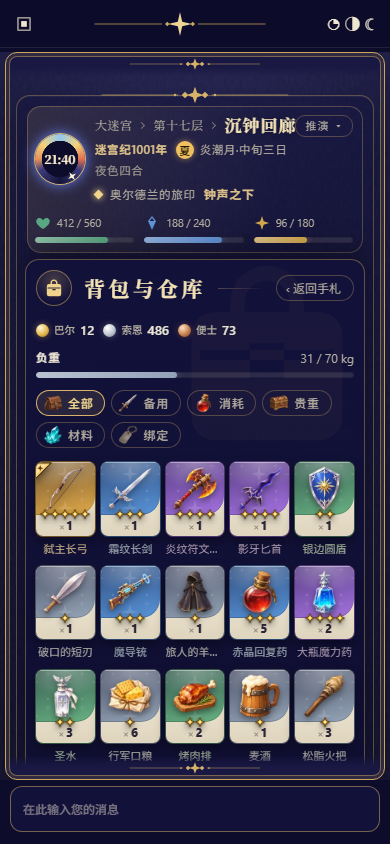 大迷宫 › 第十七层 › 沉钟回廊
推演
21:40
迷宫纪1001年 夏 炎漪月·中旬三日
夜色四合
奥尔德兰的旅印 钟声之下
412 / 560 188 / 240 96 / 180
背包与仓库
‹ 返回手札
巴尔 12 索恩 486 便士 73
负重 31 / 70 kg
全部 备用 消耗 贵重
材料 绑定
×1 ×1 ×1 ×1 ×1
弑主长弓 霜纹长剑 炎纹符文... 影牙匕首 银边圆盾
×1 ×1 ×1 ×5 ×2
破口的短刃 魔导铳 旅人的羊... 赤晶回复药 大瓶魔力药
×3 ×6 ×2 ×1 ×3
圣水 行军口粮 烤肉排 麦酒 松脂火把
在此输入您的消息